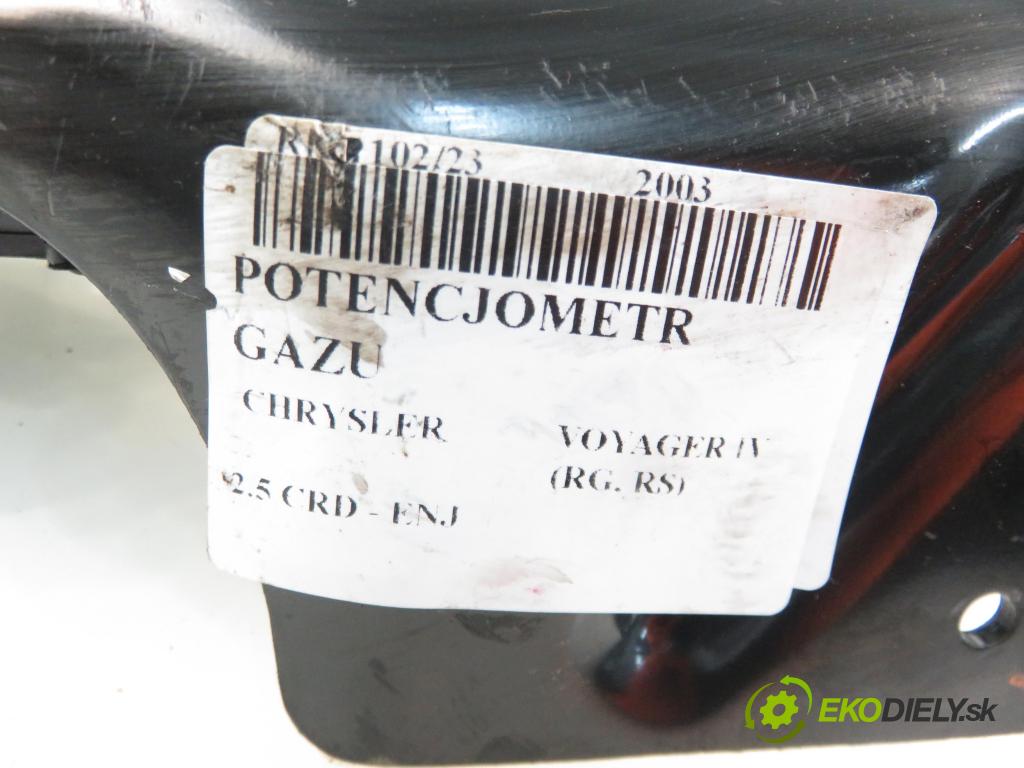 102/23 2003
POTENCJOMETR
GAZU
CHRYSLER VOYAGER IV
(RG, RS)
2.5 CRD - ENJ
EKODIELY.sk